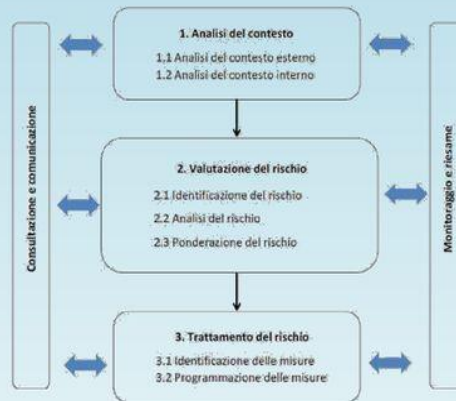 1. Analisi del contesto
1.1 Analisi del contesto esterno
1.2 Analisi del contesto interno
Consultazione e comunicazione
2. Valutazione del rischio
2.1 Identificazione del rischio
2.2 Analisi del rischio
2.3 Ponderazione del rischio
Monitoraggio e riesame
3. Trattamento del rischio
3.1 Identificazione delle misure
3.2 Programmazione delle misure